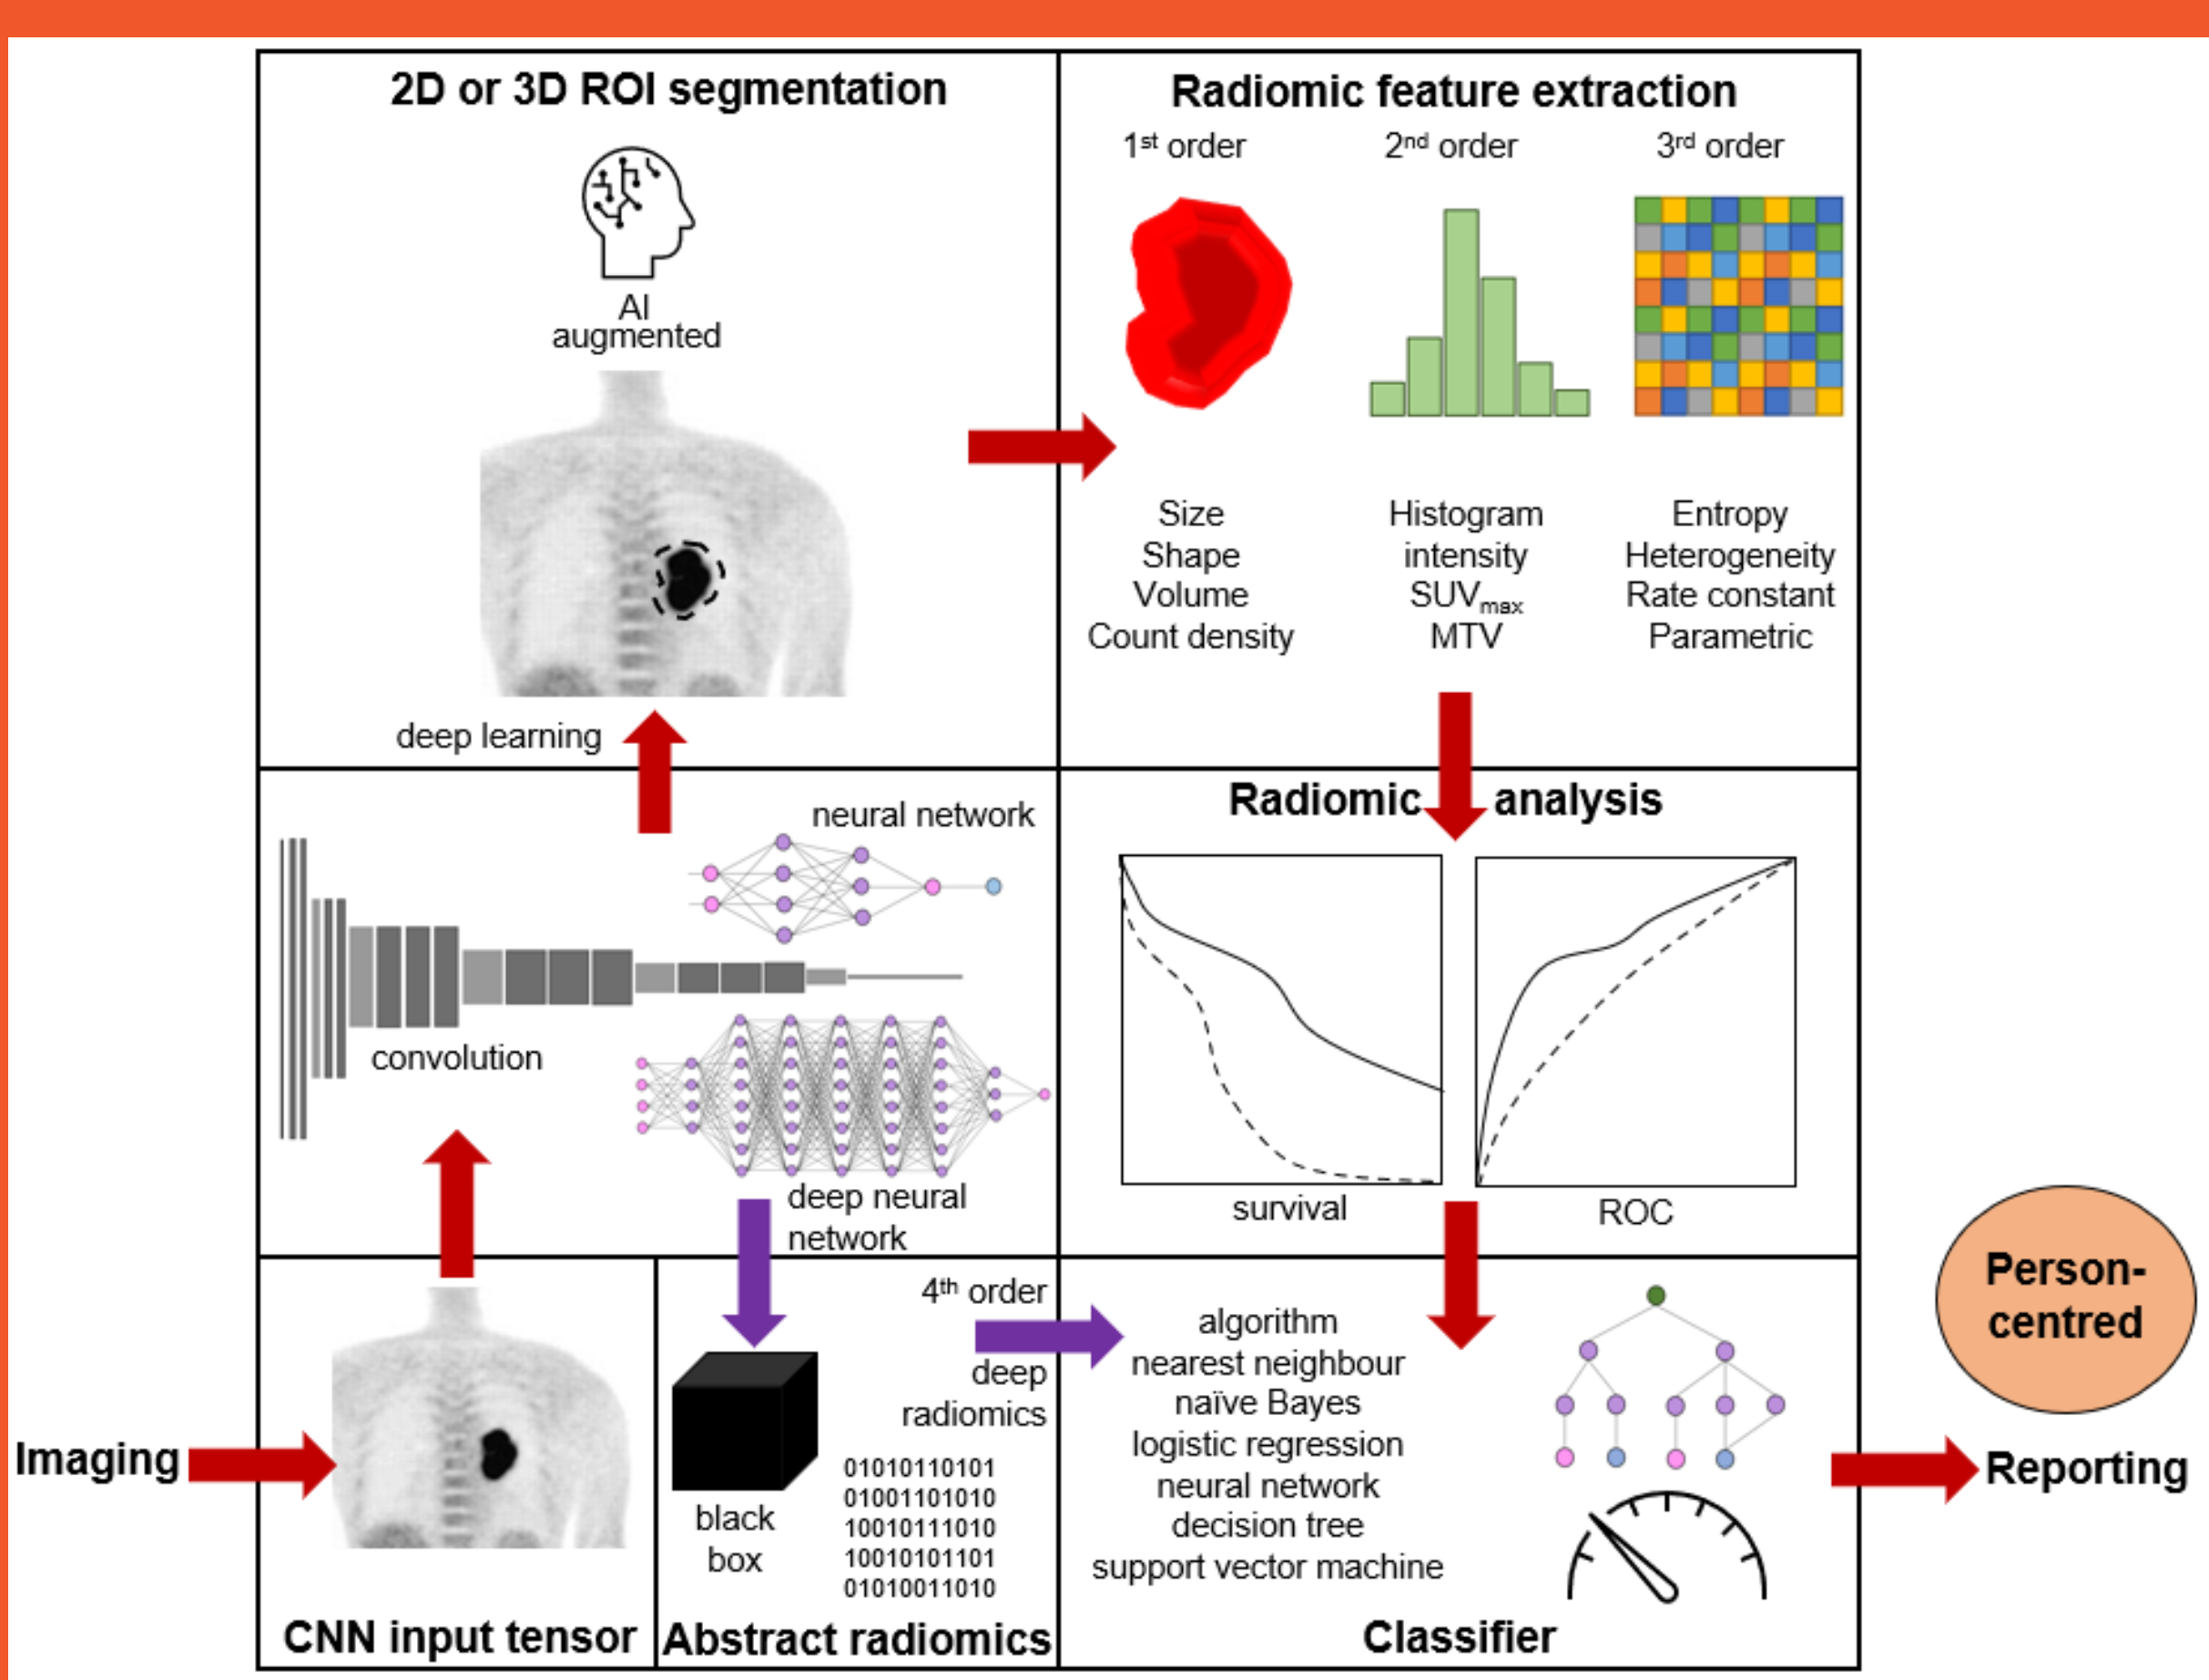 2D or 3D ROI segmentation
AI
augmented
deep learning
Radiomic feature extraction
1st order
2nd order
3rd order
Size
Shape
Volume
Count density
Histogram
intensity
SUVmax
MTV
Entropy
Heterogeneity
Rate constant
Parametric
neural network
convolution
deep neural
network
Radiomic analysis
survival
ROC
Imaging
CNN input tensor
4th order
deep
radiomics
black
box
01010110101
01001101010
10010111010
10010101101
01010011010
Abstract radiomics
algorithm
nearest neighbour
naïve Bayes
logistic regression
neural network
decision tree
support vector machine
Classifier
Person-
centred
Reporting